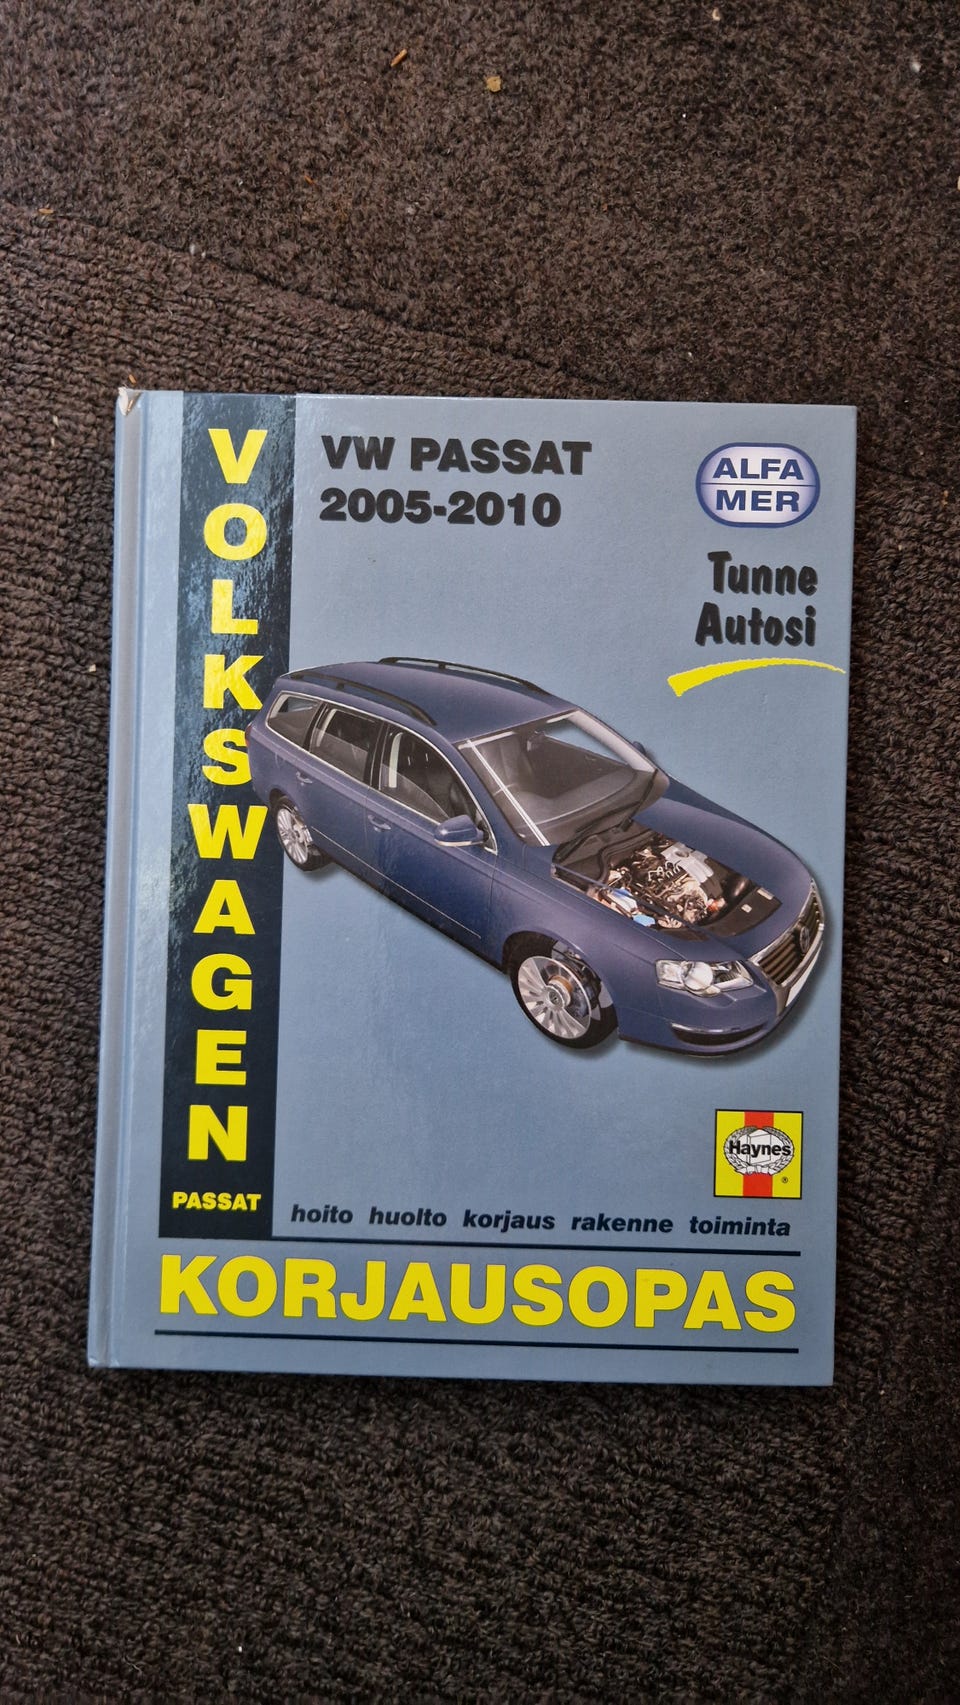 VOLKSWAGEN
PASSAT
VW PASSAT
2005-2010
ALFA
MER
Tunne
Autosi
Haynes
®
hoito huolto korjaus rakenne toiminta
KORJAUSOPAS